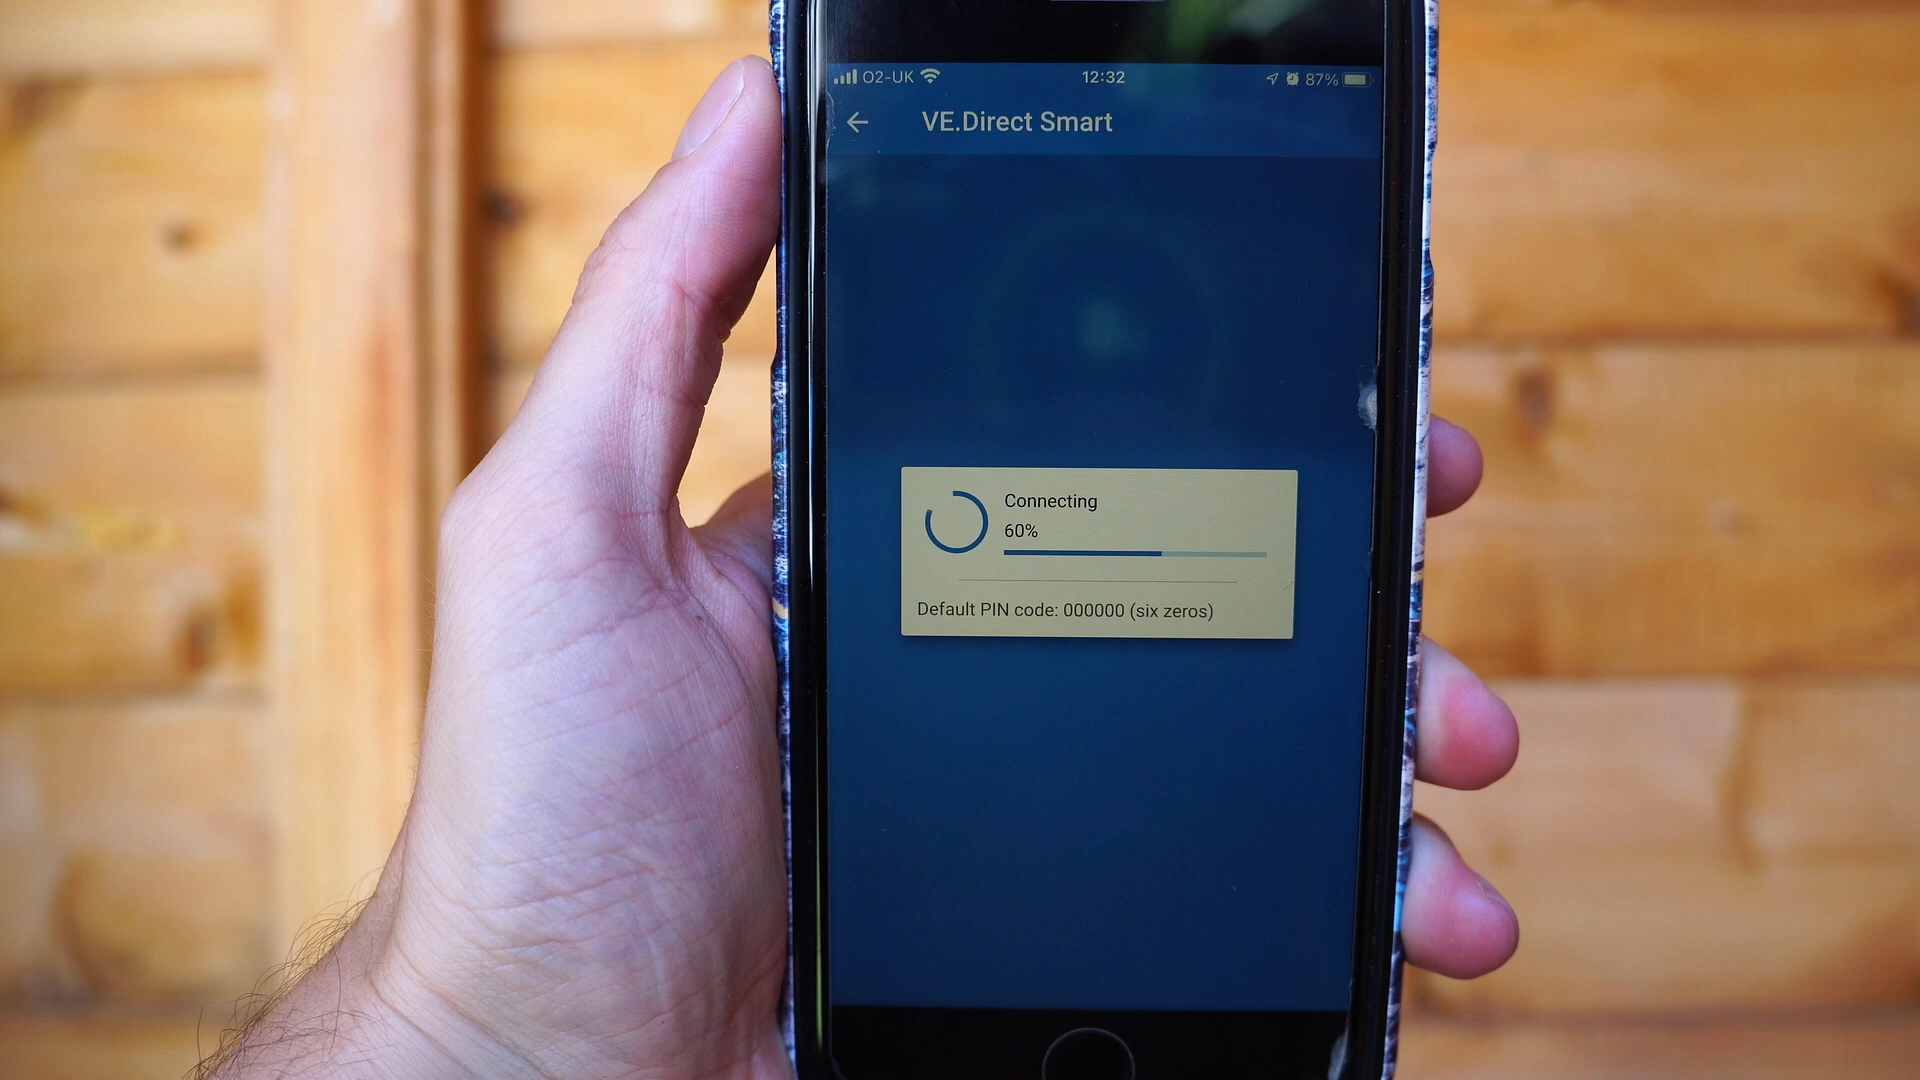 O2-UK 12:32 87%
VE.Direct Smart
Connecting
60%
Default PIN code: 000000 (six zeros)